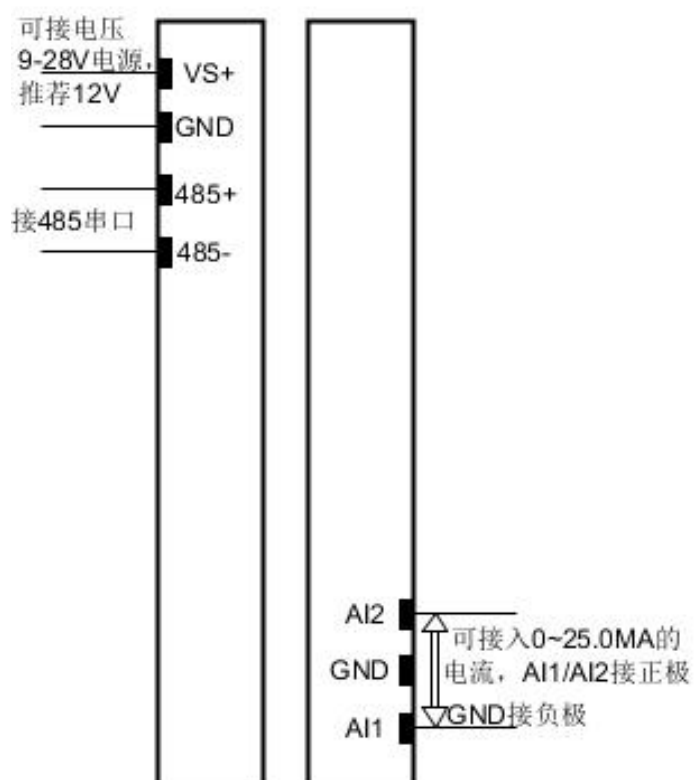 可接电压
9-28V电源，
推荐12V
VS+
GND
485+
接485串口
485-
AI2
可接入0~25.0MA的
GND
电流，AI1/AI2接正极
GND接负极
AI1